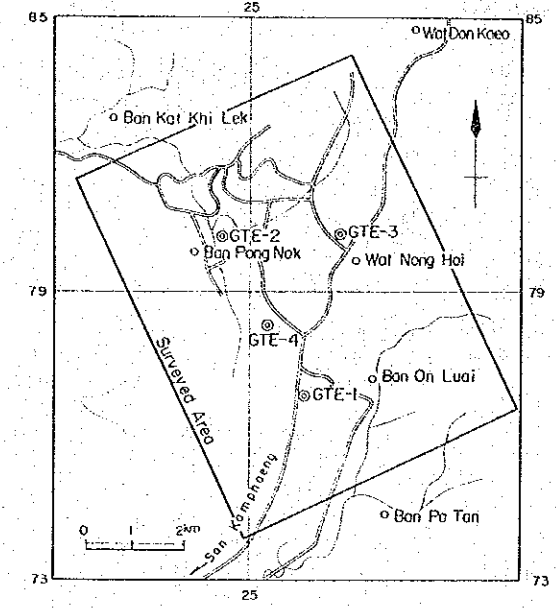 25
85
85
Wat Don Kaeo
Ban Kat Khi Lek
GTE-2
GTE-3
Ban Pong Nok
Wat Nong Hoi
79
79
GTE-4
Surveyed Area
Ban On Luai
GTE-1
San Kamphaeng
Ban Pa Tan
0 1 2km
73
25
73